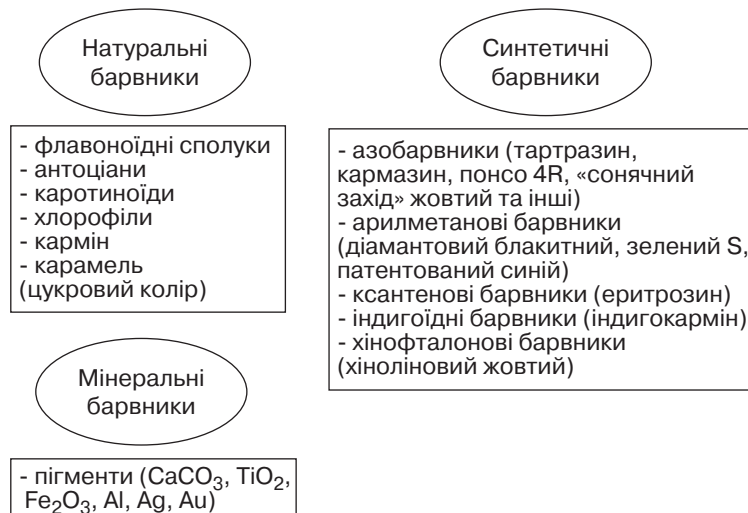 Натуральні
барвники
- флавоноїдні сполуки
- антоціани
- каротиноїди
- хлорофіли
- кармін
- карамель
(цукровий колір)
Мінеральні
барвники
- пігменти (CaCO₃, TiO₂,
Fe₂O₃, Al, Ag, Au)
Синтетичні
барвники
- азобарвники (тартразин,
кармазин, понсо 4R, «сонячний
захід» жовтий та інші)
- арилметанові барвники
(діамантовий блакитний, зелений S,
патентований синій)
- ксантенові барвники (еритрозин)
- індигоїдні барвники (індигокармін)
- хінофталонові барвники
(хіноліновий жовтий)